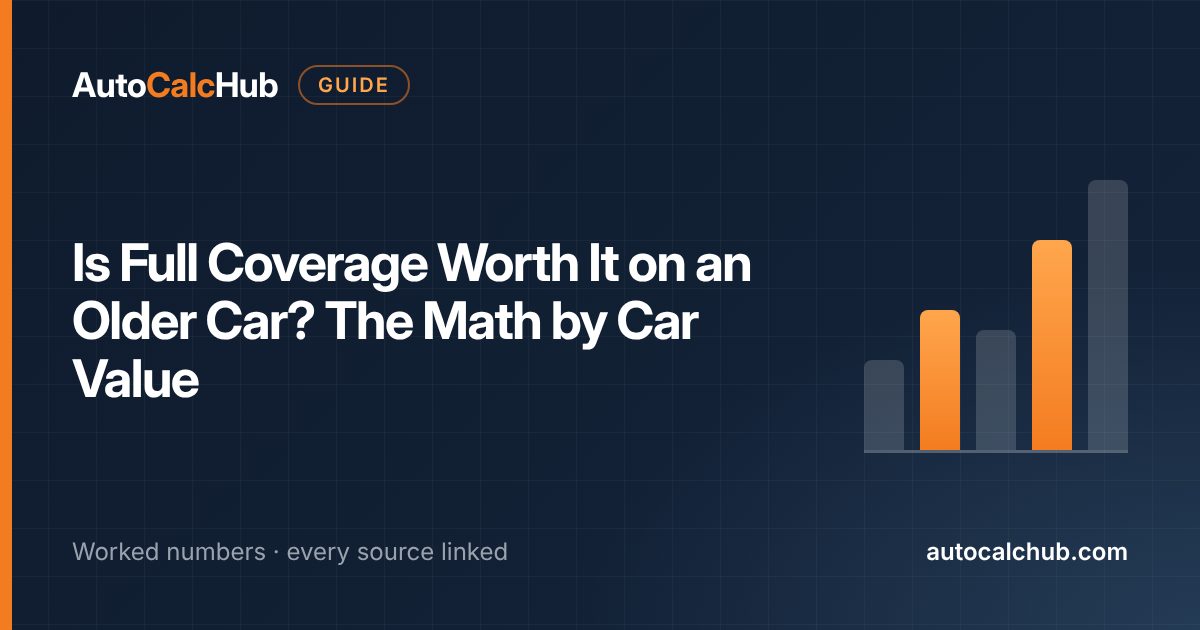 AutoCalcHub GUIDE
Is Full Coverage Worth It on an
Older Car? The Math by Car
Value
Worked numbers · every source linked
autocalchub.com